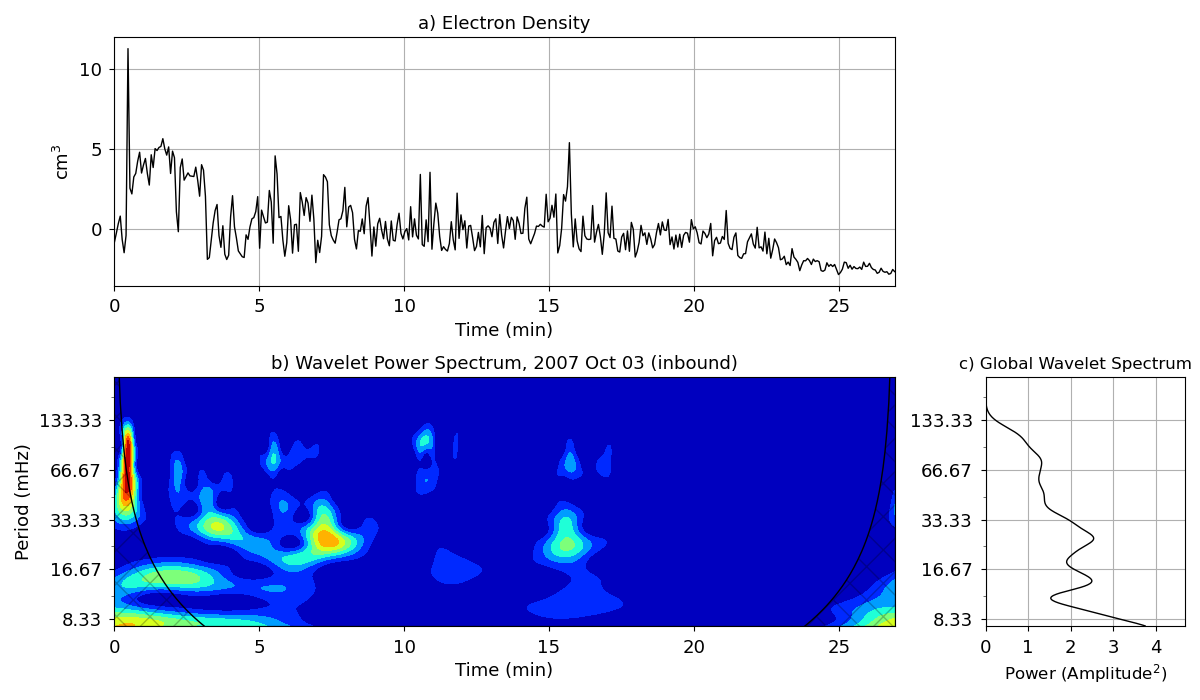 a) Electron Density
10
5
0
cm³
0 5 10 15 20 25
Time (min)
b) Wavelet Power Spectrum, 2007 Oct 03 (inbound)
133.33
66.67
33.33
16.67
8.33
Period (mHz)
0 5 10 15 20 25
Time (min)
c) Global Wavelet Spectrum
133.33
66.67
33.33
16.67
8.33
0 1 2 3 4
Power (Amplitude²)